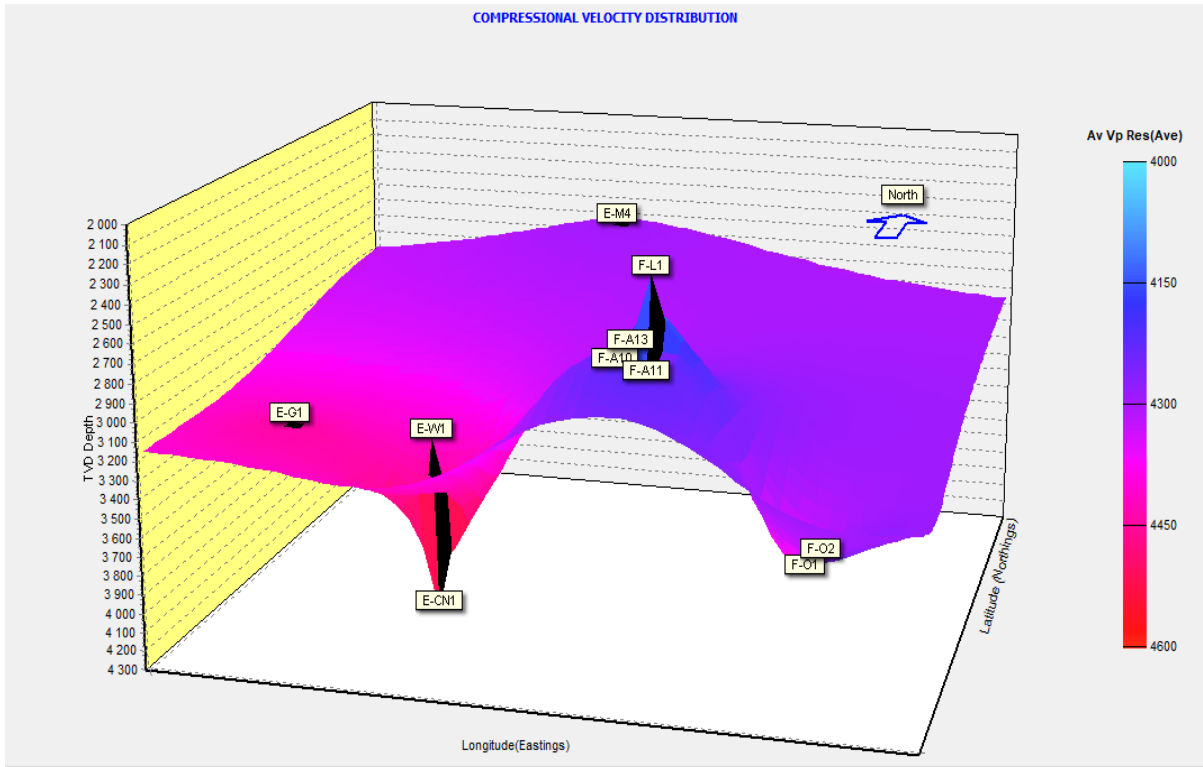 COMPRESSIONAL VELOCITY DISTRIBUTION
Av Vp Res(Ave)
4000
4150
4300
4450
4600
North
E-M4
F-L1
F-A13
F-A10
F-A11
E-G1
E-W1
E-CN1
F-O2
F-O1
2 000
2 100
2 200
2 300
2 400
2 500
2 600
2 700
2 800
2 900
3 000
3 100
3 200
3 300
3 400
3 500
3 600
3 700
3 800
3 900
4 000
4 100
4 200
4 300
TVD Depth
Longitude(Eastings)
Latitude (Northings)